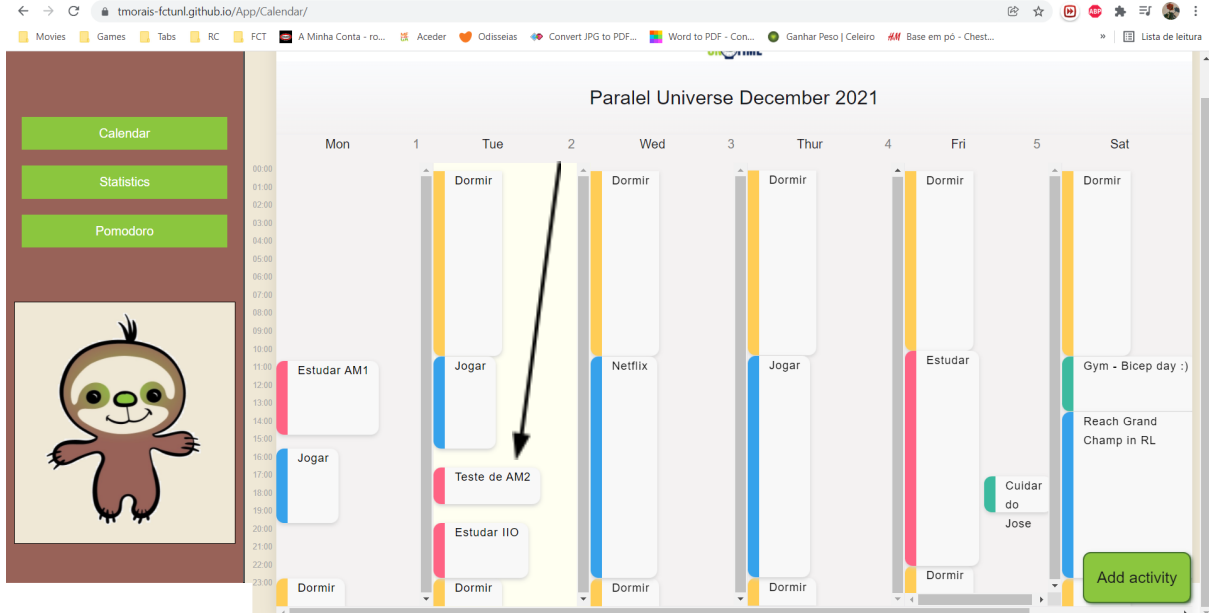 tmorais-fctunl.github.io/App/Calendar/
ABP
Movies Games Tabs RC FCT A Minha Conta - ro... Aceder Odisseias Convert JPG to PDF... Word to PDF - Con... Ganhar Peso | Celeiro H&M Base em pó - Chest... » Lista de leitura
Calendar
Statistics
Pomodoro
Paralel Universe December 2021
Mon 1 Tue 2 Wed 3 Thur 4 Fri 5 Sat
00:00
01:00
02:00
03:00
04:00
05:00
06:00
07:00
08:00
09:00
10:00
11:00
12:00
13:00
14:00
15:00
16:00
17:00
18:00
19:00
20:00
21:00
22:00
23:00
Estudar AM1
Jogar
Dormir
Dormir
Jogar
Teste de AM2
Estudar IIO
Dormir
Dormir
Netflix
Dormir
Dormir
Jogar
Dormir
Dormir
Estudar
Cuidar
do
Jose
Dormir
Dormir
Gym - Bicep day :)
Reach Grand
Champ in RL
Add activity